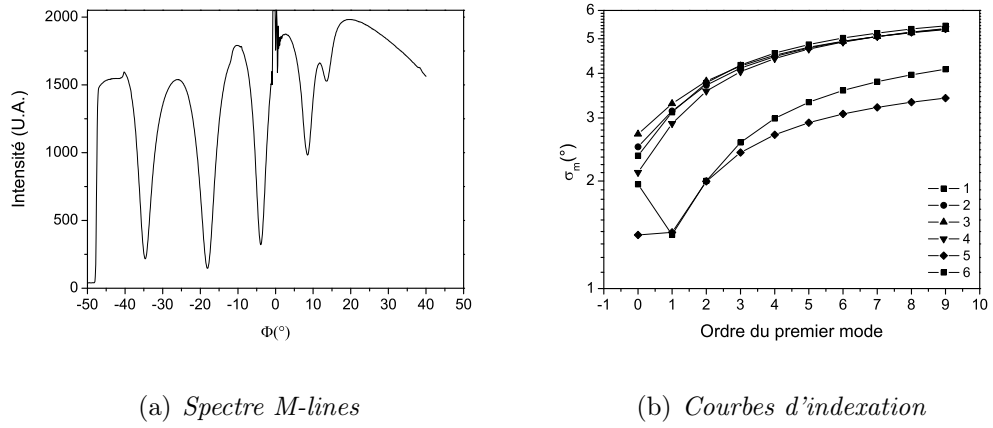 2000
1500
1000
500
0
Intensité (U.A.)
-50 -40 -30 -20 -10 0 10 20 30 40 50
Φ(°)
(a) Spectre M-lines
6
5
4
3
2
1
σm(°)
1
2
3
4
5
6
-1 0 1 2 3 4 5 6 7 8 9 10
Ordre du premier mode
(b) Courbes d'indexation